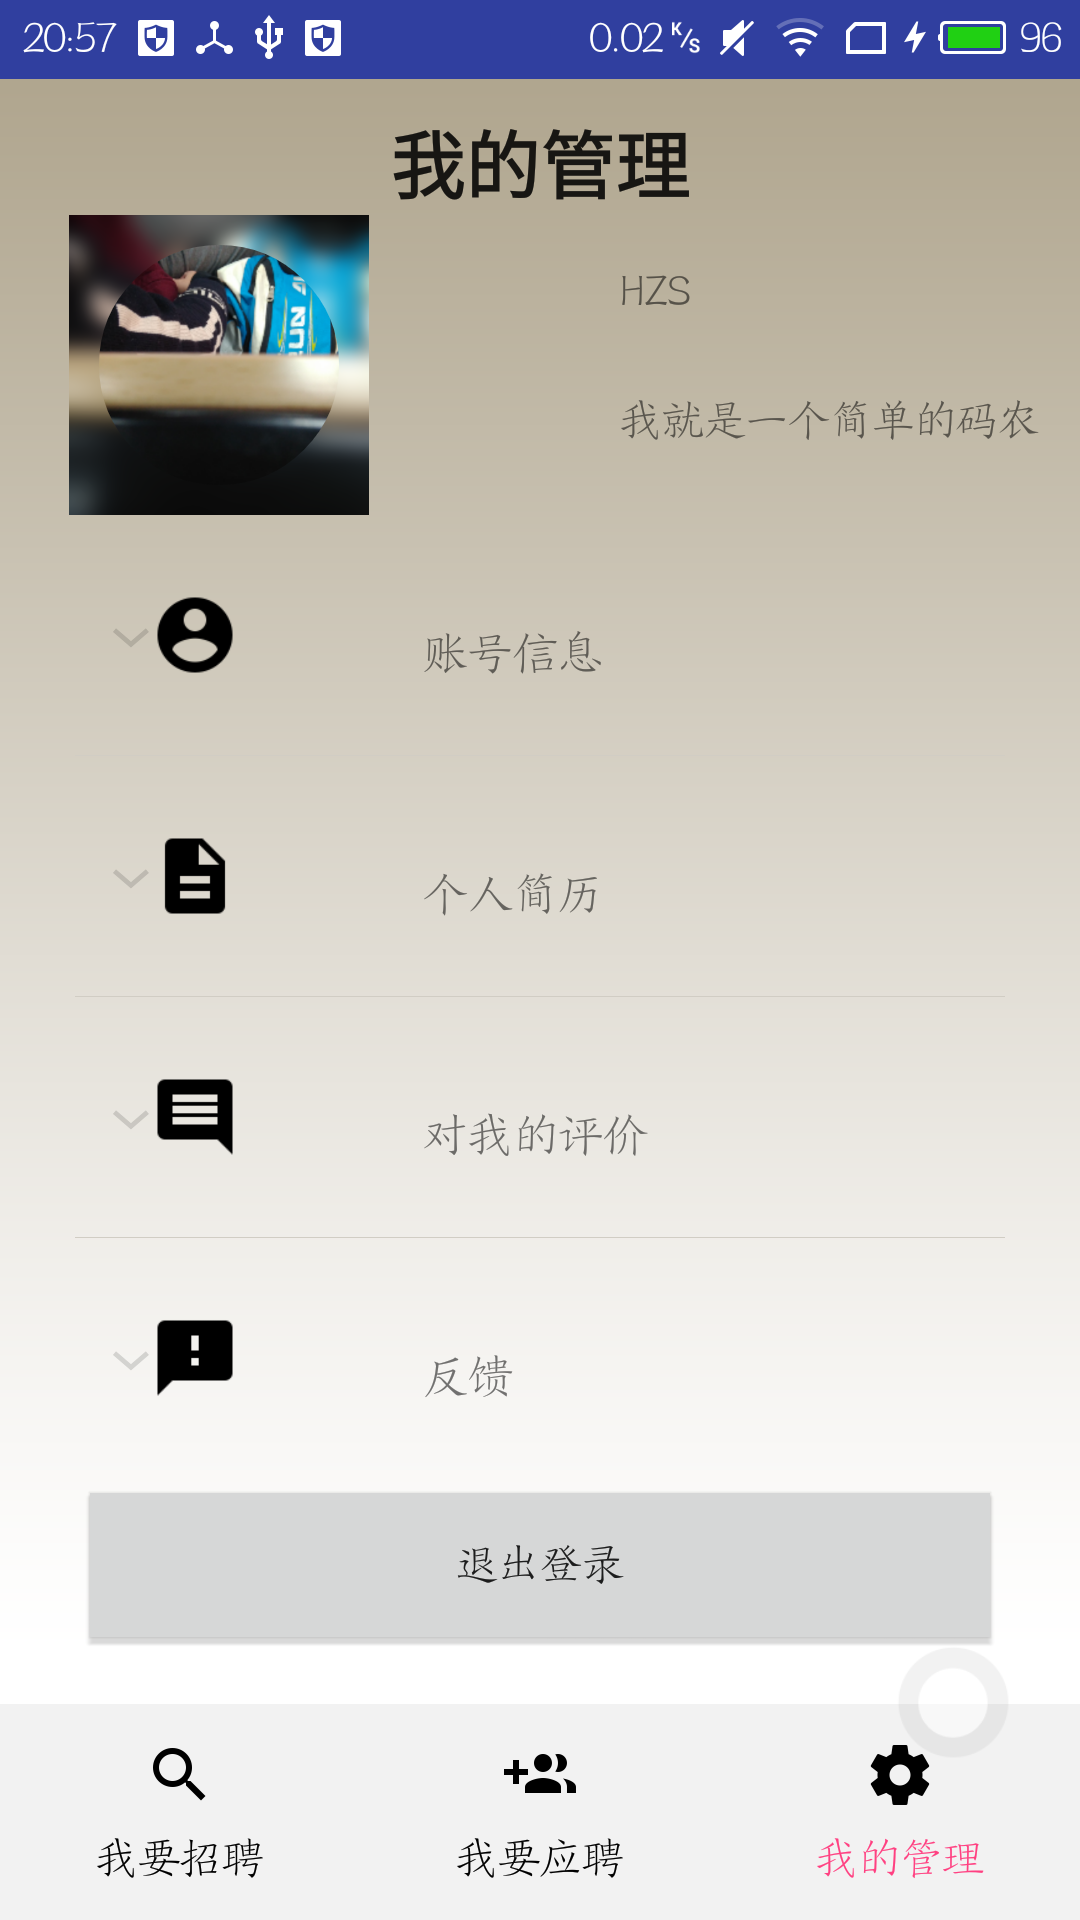 20:57 0.02 K/s 96
我的管理
HZS
我就是一个简单的码农
账号信息
个人简历
对我的评价
反馈
退出登录
我要招聘 我要应聘 我的管理